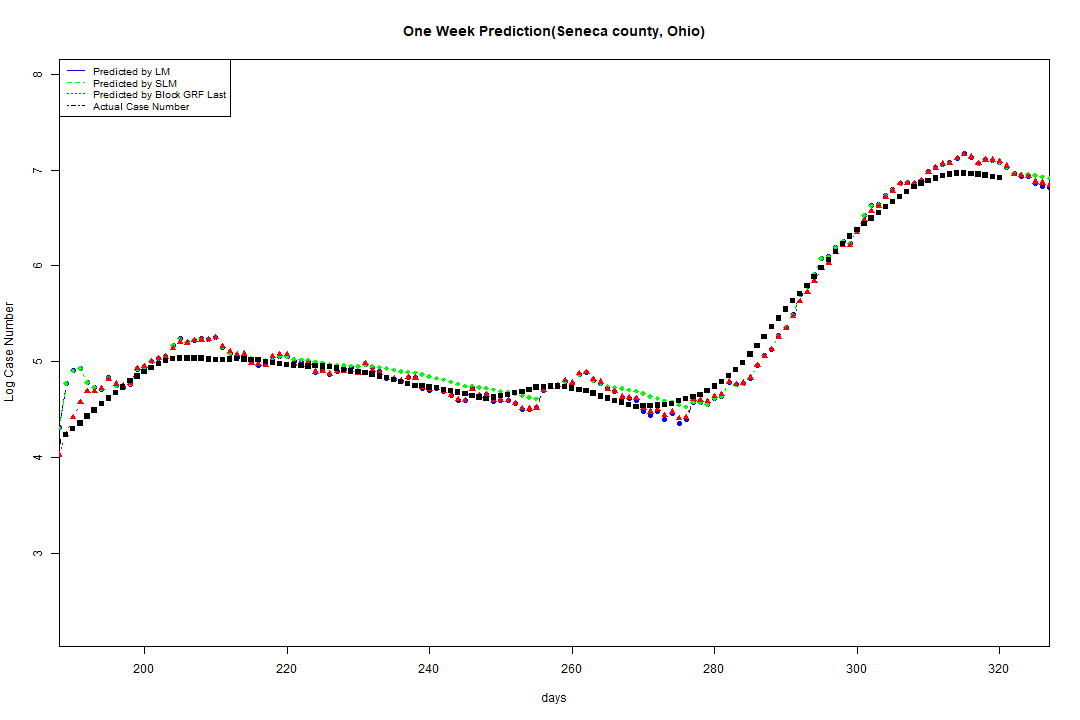 One Week Prediction(Seneca county, Ohio)
Predicted by LM
Predicted by SLM
Predicted by Block GRF Last
Actual Case Number
Log Case Number
8
7
6
5
4
3
200 220 240 260 280 300 320
days